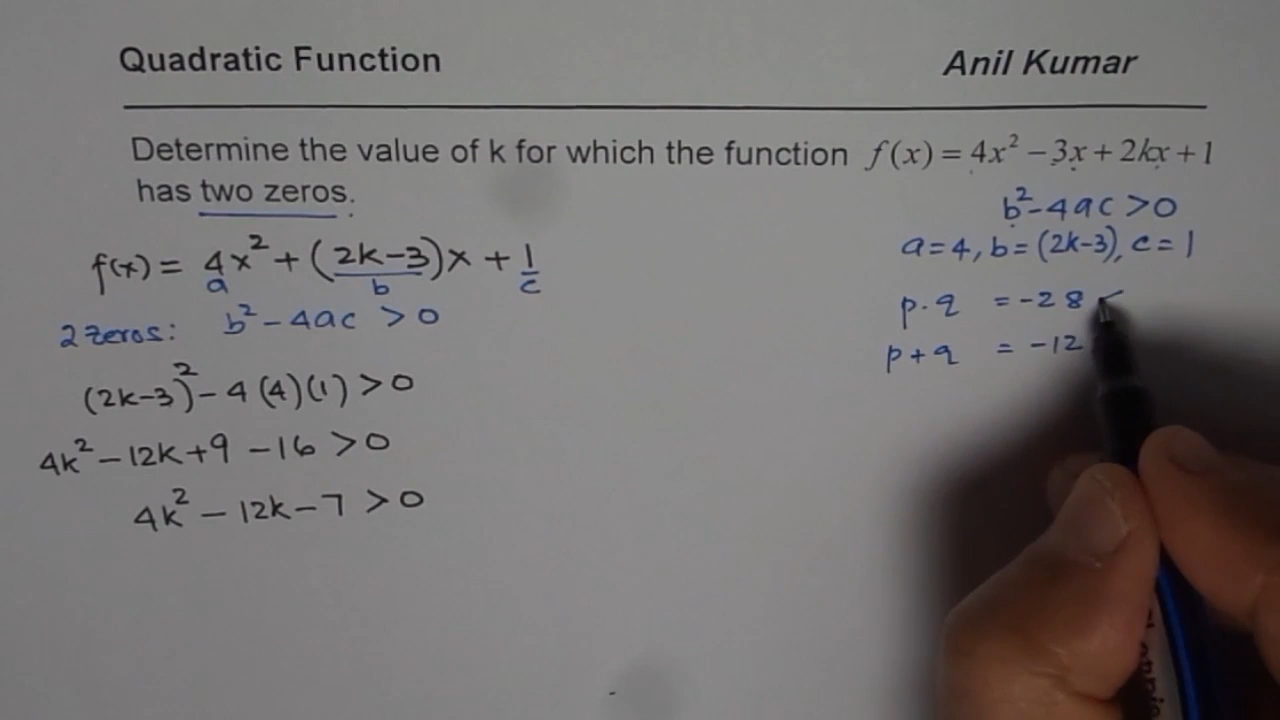 Quadratic Function Anil Kumar
Determine the value of k for which the function f(x) = 4x² − 3x + 2kx + 1
has two zeros.
b² − 4ac > 0
a = 4, b = (2k−3), c = 1
f(x) = 4x² + (2k−3)x + 1
a b c
2 zeros: b² − 4ac > 0
p·q = −28
p + q = −12
(2k−3)² − 4(4)(1) > 0
4k² − 12k + 9 − 16 > 0
4k² − 12k − 7 > 0